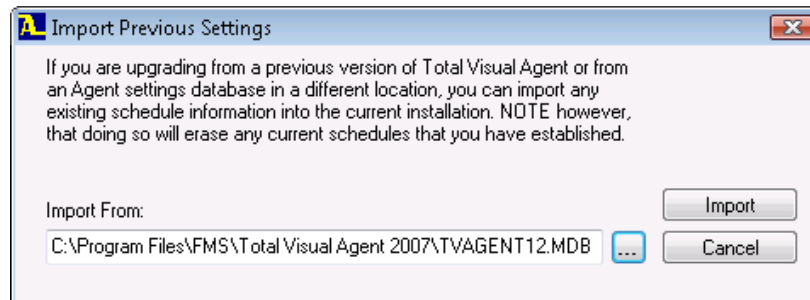 Import Previous Settings
If you are upgrading from a previous version of Total Visual Agent or from
an Agent settings database in a different location, you can import any
existing schedule information into the current installation. NOTE however,
that doing so will erase any current schedules that you have established.
Import From:
Import
C:\Program Files\FMS\Total Visual Agent 2007\TVAGENT12.MDB
...
Cancel